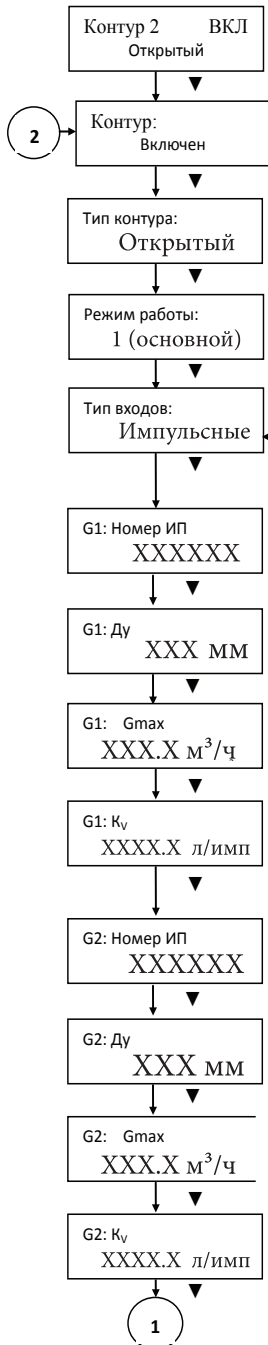 Контур 2 ВКЛ
Открытый
▼
2
Контур:
Включен
▼
Тип контура:
Открытый
▼
Режим работы:
1 (основной)
▼
Тип входов:
Импульсные
▼
G1: Номер ИП
XXXXXX
▼
G1: Ду
XXX мм
▼
G1: Gmax
XXX.X м³/ч
▼
G1: Kᵥ
XXXX.X л/имп
▼
G2: Номер ИП
XXXXXX
▼
G2: Ду
XXX мм
▼
G2: Gmax
XXX.X м³/ч
▼
G2: Kᵥ
XXXX.X л/имп
▼
1